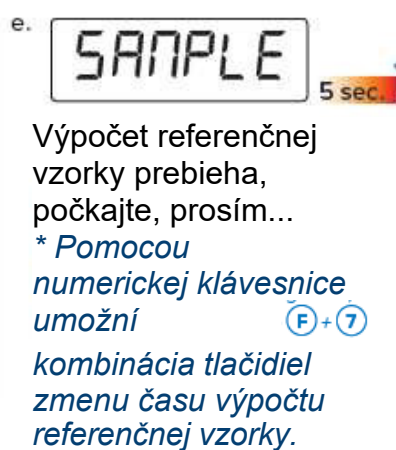 e.
SAMPLE
5 sec.
Výpočet referenčnej
vzorky prebieha,
počkajte, prosím...
* Pomocou
numerickej klávesnice
umožní F + 7
kombinácia tlačidiel
zmenu času výpočtu
referenčnej vzorky.